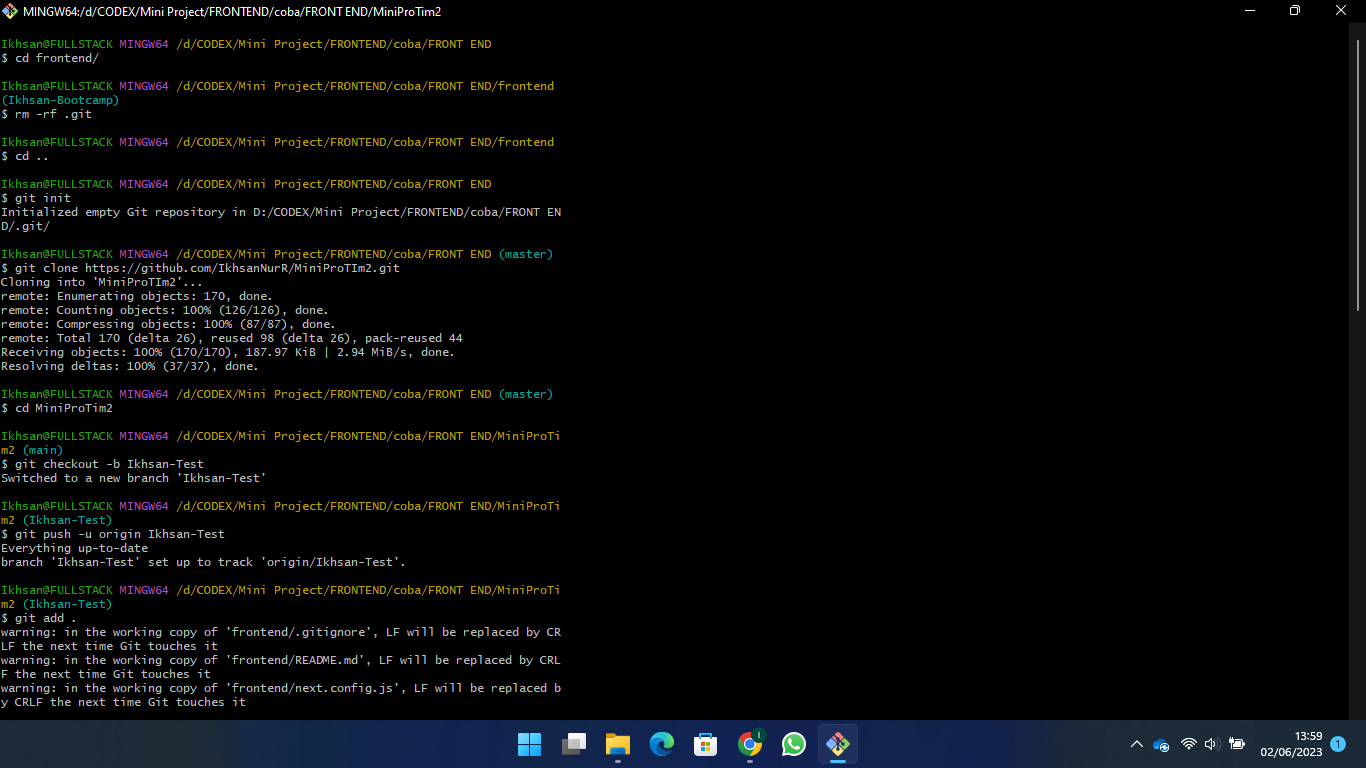 MINGW64:/d/CODEX/Mini Project/FRONTEND/coba/FRONT END/MiniProTim2
Ikhsan@FULLSTACK MINGW64 /d/CODEX/Mini Project/FRONTEND/coba/FRONT END
$ cd frontend/
Ikhsan@FULLSTACK MINGW64 /d/CODEX/Mini Project/FRONTEND/coba/FRONT END/frontend
(Ikhsan-Bootcamp)
$ rm -rf .git
Ikhsan@FULLSTACK MINGW64 /d/CODEX/Mini Project/FRONTEND/coba/FRONT END/frontend
$ cd ..
Ikhsan@FULLSTACK MINGW64 /d/CODEX/Mini Project/FRONTEND/coba/FRONT END
$ git init
Initialized empty Git repository in D:/CODEX/Mini Project/FRONTEND/coba/FRONT EN
D/.git/
Ikhsan@FULLSTACK MINGW64 /d/CODEX/Mini Project/FRONTEND/coba/FRONT END (master)
$ git clone https://github.com/IkhsanNurR/MiniProTIm2.git
Cloning into 'MiniProTIm2'...
remote: Enumerating objects: 170, done.
remote: Counting objects: 100% (126/126), done.
remote: Compressing objects: 100% (87/87), done.
remote: Total 170 (delta 26), reused 98 (delta 26), pack-reused 44
Receiving objects: 100% (170/170), 187.97 KiB | 2.94 MiB/s, done.
Resolving deltas: 100% (37/37), done.
Ikhsan@FULLSTACK MINGW64 /d/CODEX/Mini Project/FRONTEND/coba/FRONT END (master)
$ cd MiniProTim2
Ikhsan@FULLSTACK MINGW64 /d/CODEX/Mini Project/FRONTEND/coba/FRONT END/MiniProTi
m2 (main)
$ git checkout -b Ikhsan-Test
Switched to a new branch 'Ikhsan-Test'
Ikhsan@FULLSTACK MINGW64 /d/CODEX/Mini Project/FRONTEND/coba/FRONT END/MiniProTi
m2 (Ikhsan-Test)
$ git push -u origin Ikhsan-Test
Everything up-to-date
branch 'Ikhsan-Test' set up to track 'origin/Ikhsan-Test'.
Ikhsan@FULLSTACK MINGW64 /d/CODEX/Mini Project/FRONTEND/coba/FRONT END/MiniProTi
m2 (Ikhsan-Test)
$ git add .
warning: in the working copy of 'frontend/.gitignore', LF will be replaced by CR
LF the next time Git touches it
warning: in the working copy of 'frontend/README.md', LF will be replaced by CRL
F the next time Git touches it
warning: in the working copy of 'frontend/next.config.js', LF will be replaced b
y CRLF the next time Git touches it
I
13:59
02/06/2023
1